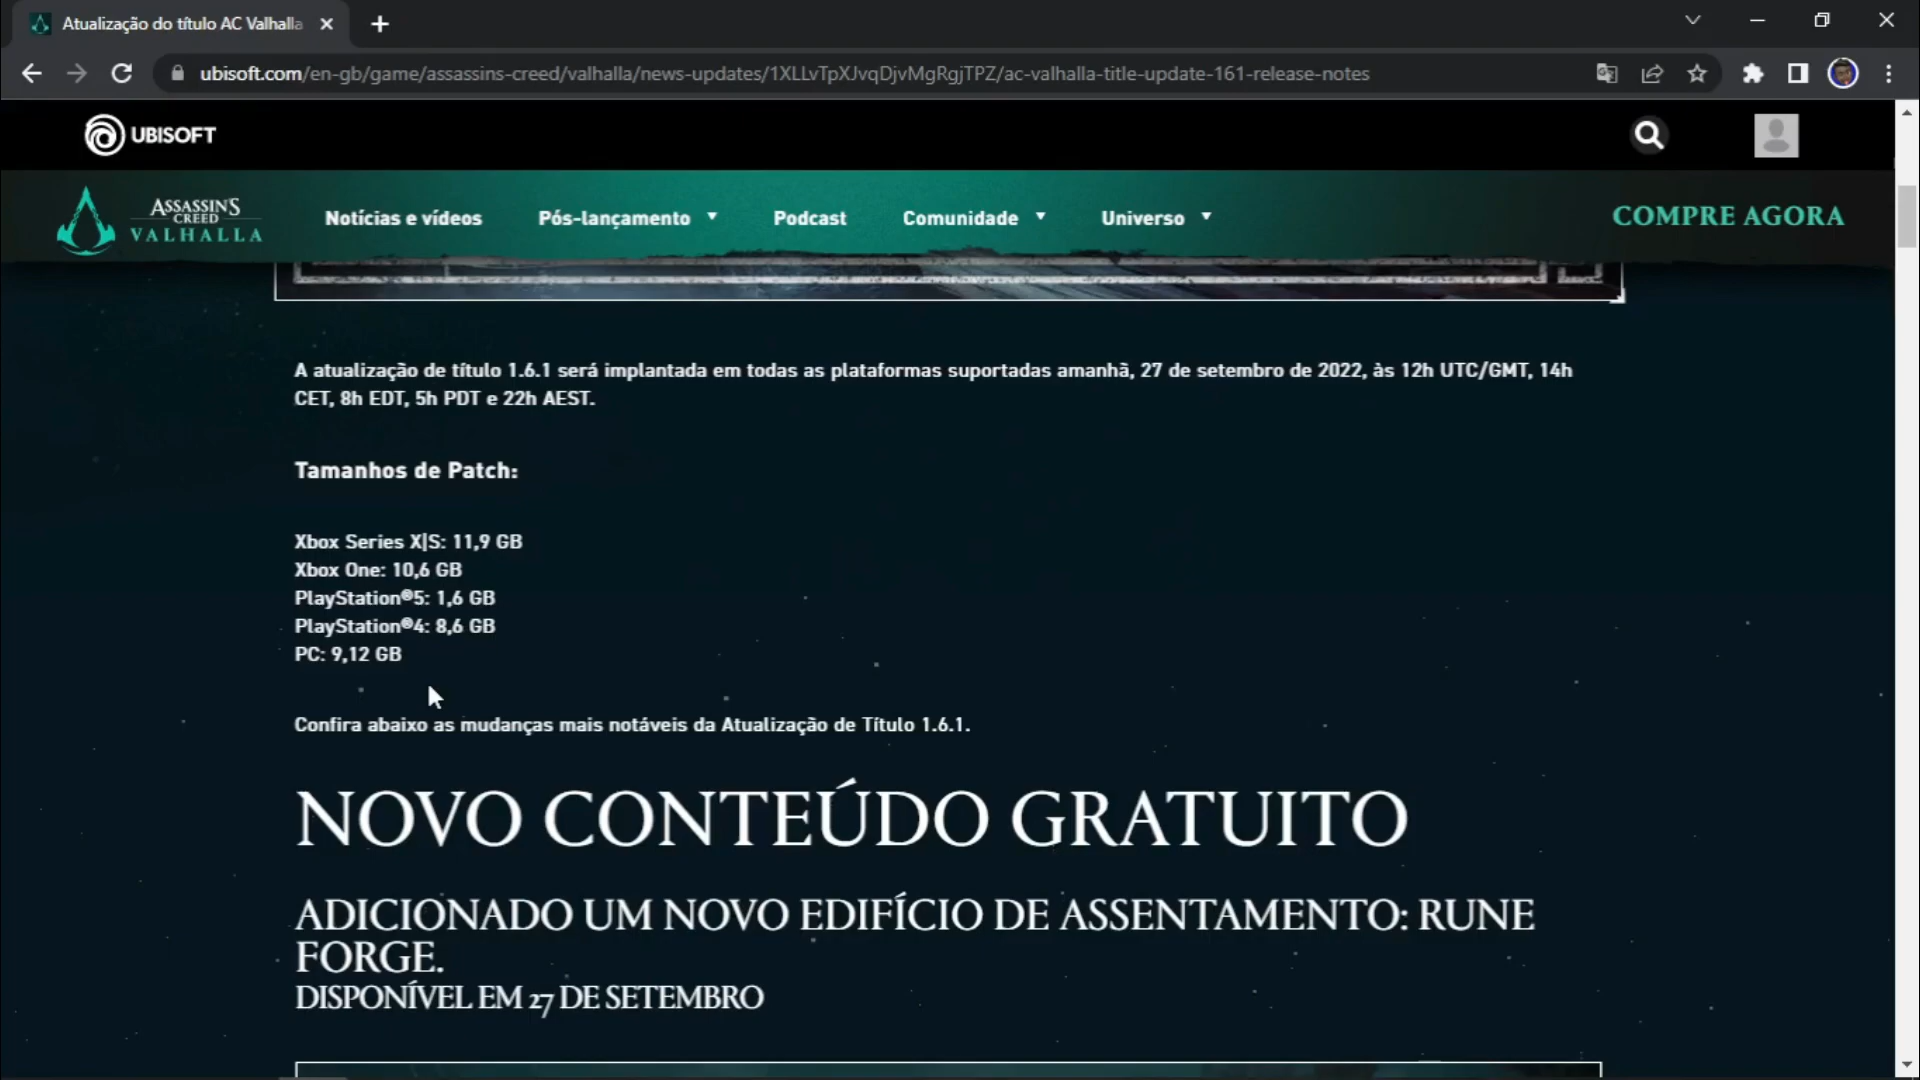 Atualização do título AC Valhalla
ubisoft.com/en-gb/game/assassins-creed/valhalla/news-updates/1XLLvTpXJvqDjvMgRgjTPZ/ac-valhalla-title-update-161-release-notes
UBISOFT
ASSASSIN'S
CREED
VALHALLA
Notícias e vídeos
Pós-lançamento
Podcast
Comunidade
Universo
COMPRE AGORA
A atualização de título 1.6.1 será implantada em todas as plataformas suportadas amanhã, 27 de setembro de 2022, às 12h UTC/GMT, 14h
CET, 8h EDT, 5h PDT e 22h AEST.
Tamanhos de Patch:
Xbox Series X|S: 11,9 GB
Xbox One: 10,6 GB
PlayStation®5: 1,6 GB
PlayStation®4: 8,6 GB
PC: 9,12 GB
Confira abaixo as mudanças mais notáveis da Atualização de Título 1.6.1.
NOVO CONTEÚDO GRATUITO
ADICIONADO UM NOVO EDIFÍCIO DE ASSENTAMENTO: RUNE
FORGE.
DISPONÍVEL EM 27 DE SETEMBRO